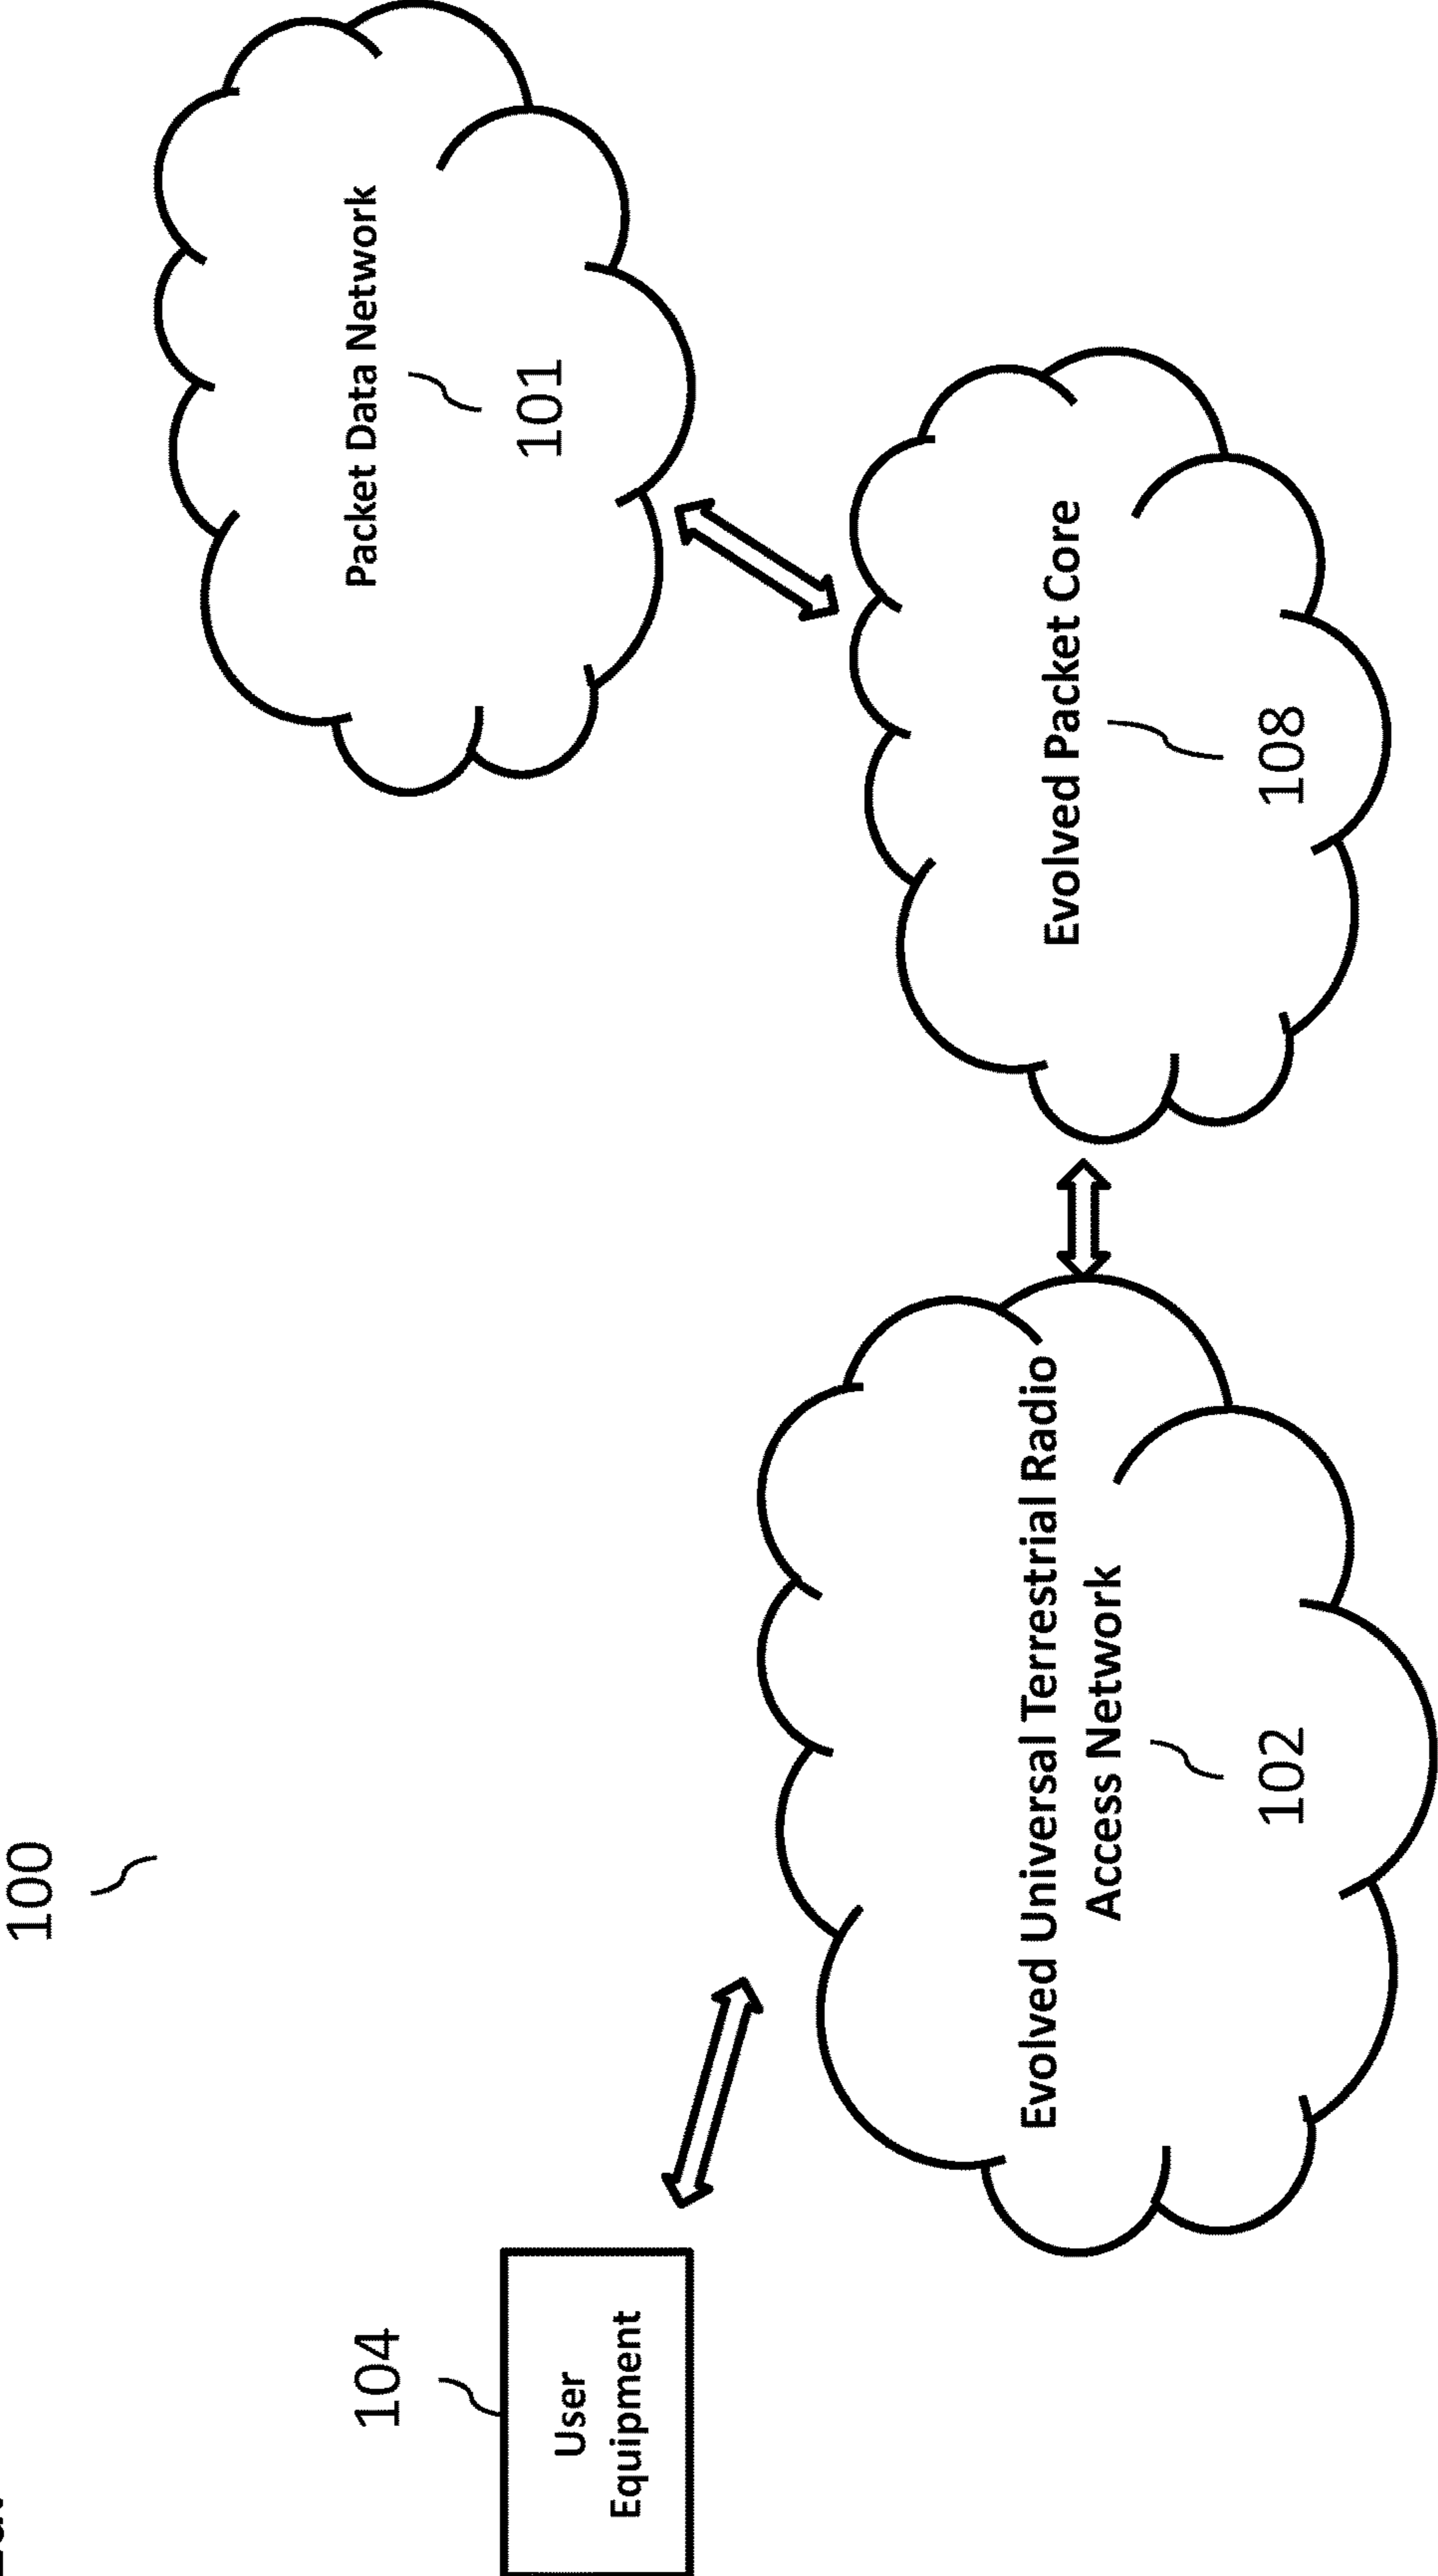 100
104
User
Equipment
Packet Data Network
101
Evolved Universal Terrestrial Radio
Access Network
102
Evolved Packet Core
108